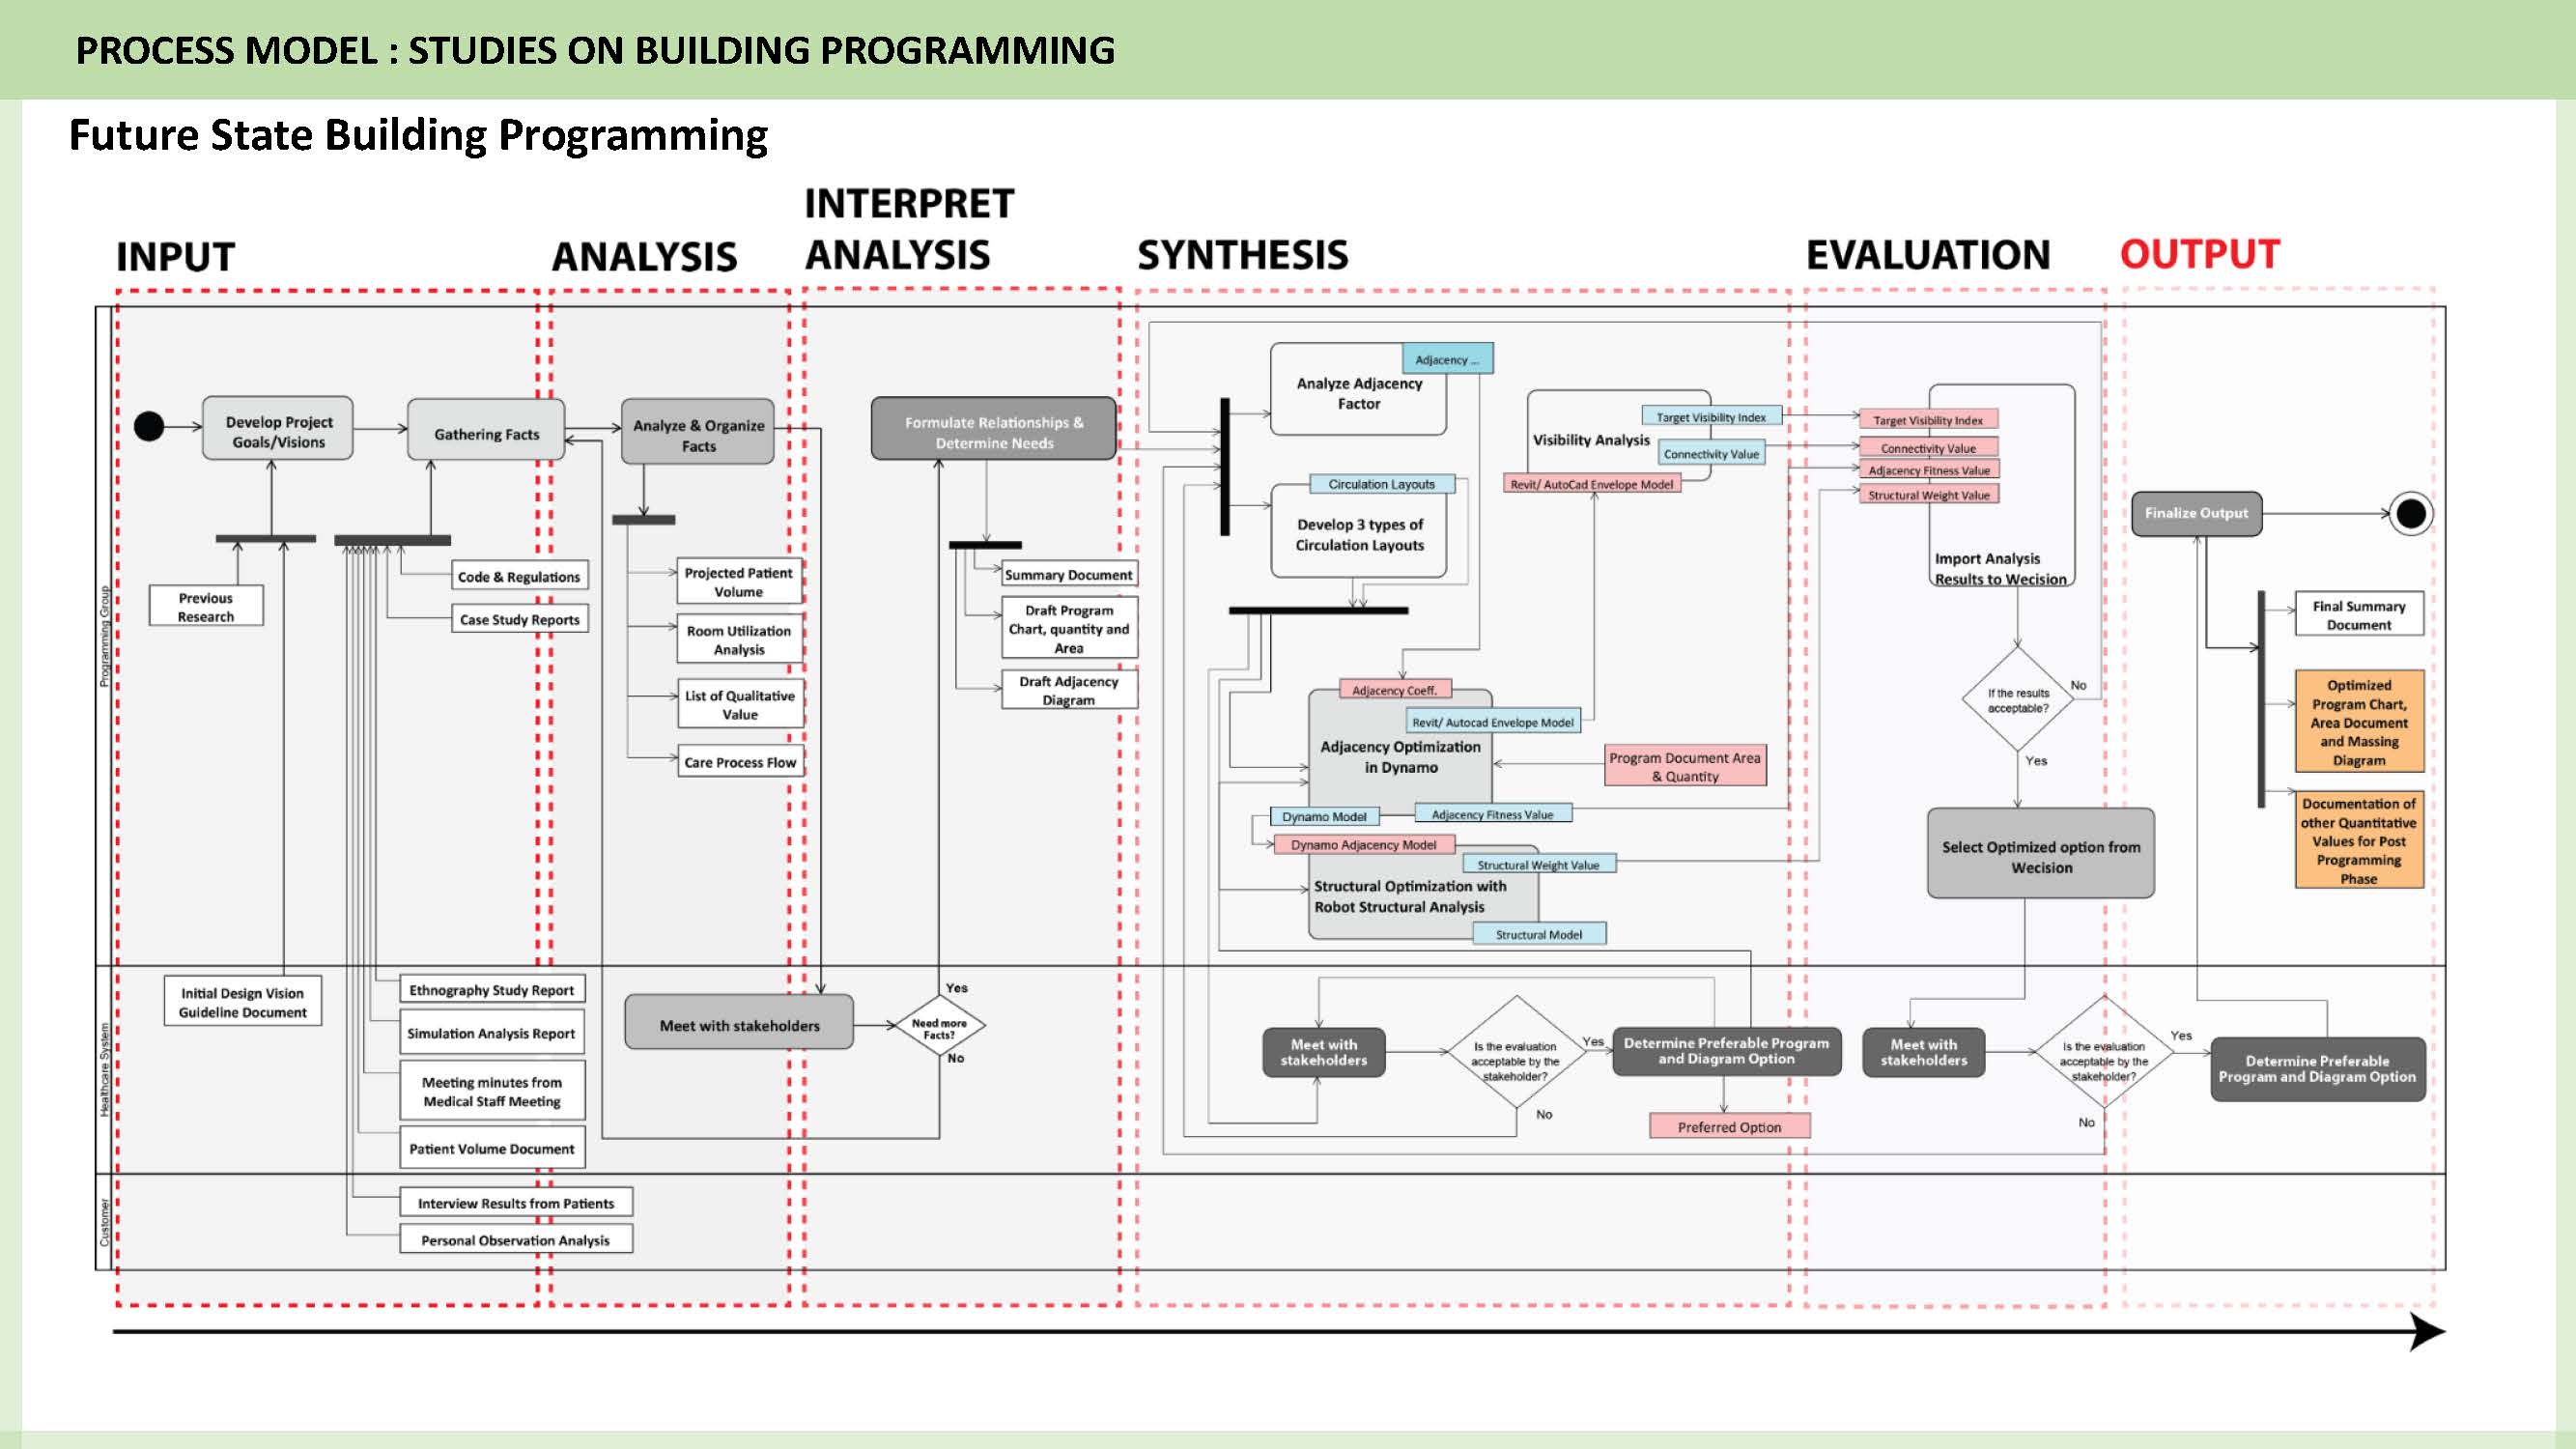 PROCESS MODEL : STUDIES ON BUILDING PROGRAMMING
Future State Building Programming
INPUT
ANALYSIS
INTERPRET
ANALYSIS
SYNTHESIS
EVALUATION
OUTPUT
Programming Group
Develop Project
Goals/Visions
Gathering Facts
Previous
Research
Code & Regulations
Case Study Reports
Analyze & Organize
Facts
Projected Patient
Volume
Room Utilization
Analysis
List of Qualitative
Value
Care Process Flow
Formulate Relationships &
Determine Needs
Summary Document
Draft Program
Chart, quantity and
Area
Draft Adjacency
Diagram
Adjacency ...
Analyze Adjacency
Factor
Circulation Layouts
Develop 3 types of
Circulation Layouts
Target Visibility Index
Visibility Analysis
Connectivity Value
Revit/ AutoCad Envelope Model
Adjacency Coeff.
Revit/ Autocad Envelope Model
Adjacency Optimization
in Dynamo
Program Document Area
& Quantity
Dynamo Model
Adjacency Fitness Value
Dynamo Adjacency Model
Structural Weight Value
Structural Optimization with
Robot Structural Analysis
Structural Model
Target Visibility Index
Connectivity Value
Adjacency Fitness Value
Structural Weight Value
Import Analysis
Results to Wecision
If the results
acceptable?
No
Yes
Select Optimized option from
Wecision
Finalize Output
Final Summary
Document
Optimized
Program Chart,
Area Document
and Massing
Diagram
Documentation of
other Quantitative
Values for Post
Programming
Phase
Healthcare System
Initial Design Vision
Guideline Document
Ethnography Study Report
Simulation Analysis Report
Meeting minutes from
Medical Staff Meeting
Patient Volume Document
Meet with stakeholders
Need more
Facts?
Yes
No
Meet with
stakeholders
Is the evaluation
acceptable by the
stakeholder?
Yes
No
Determine Preferable Program
and Diagram Option
Preferred Option
Meet with
stakeholders
Is the evaluation
acceptable by the
stakeholder?
Yes
No
Determine Preferable
Program and Diagram Option
Customer
Interview Results from Patients
Personal Observation Analysis